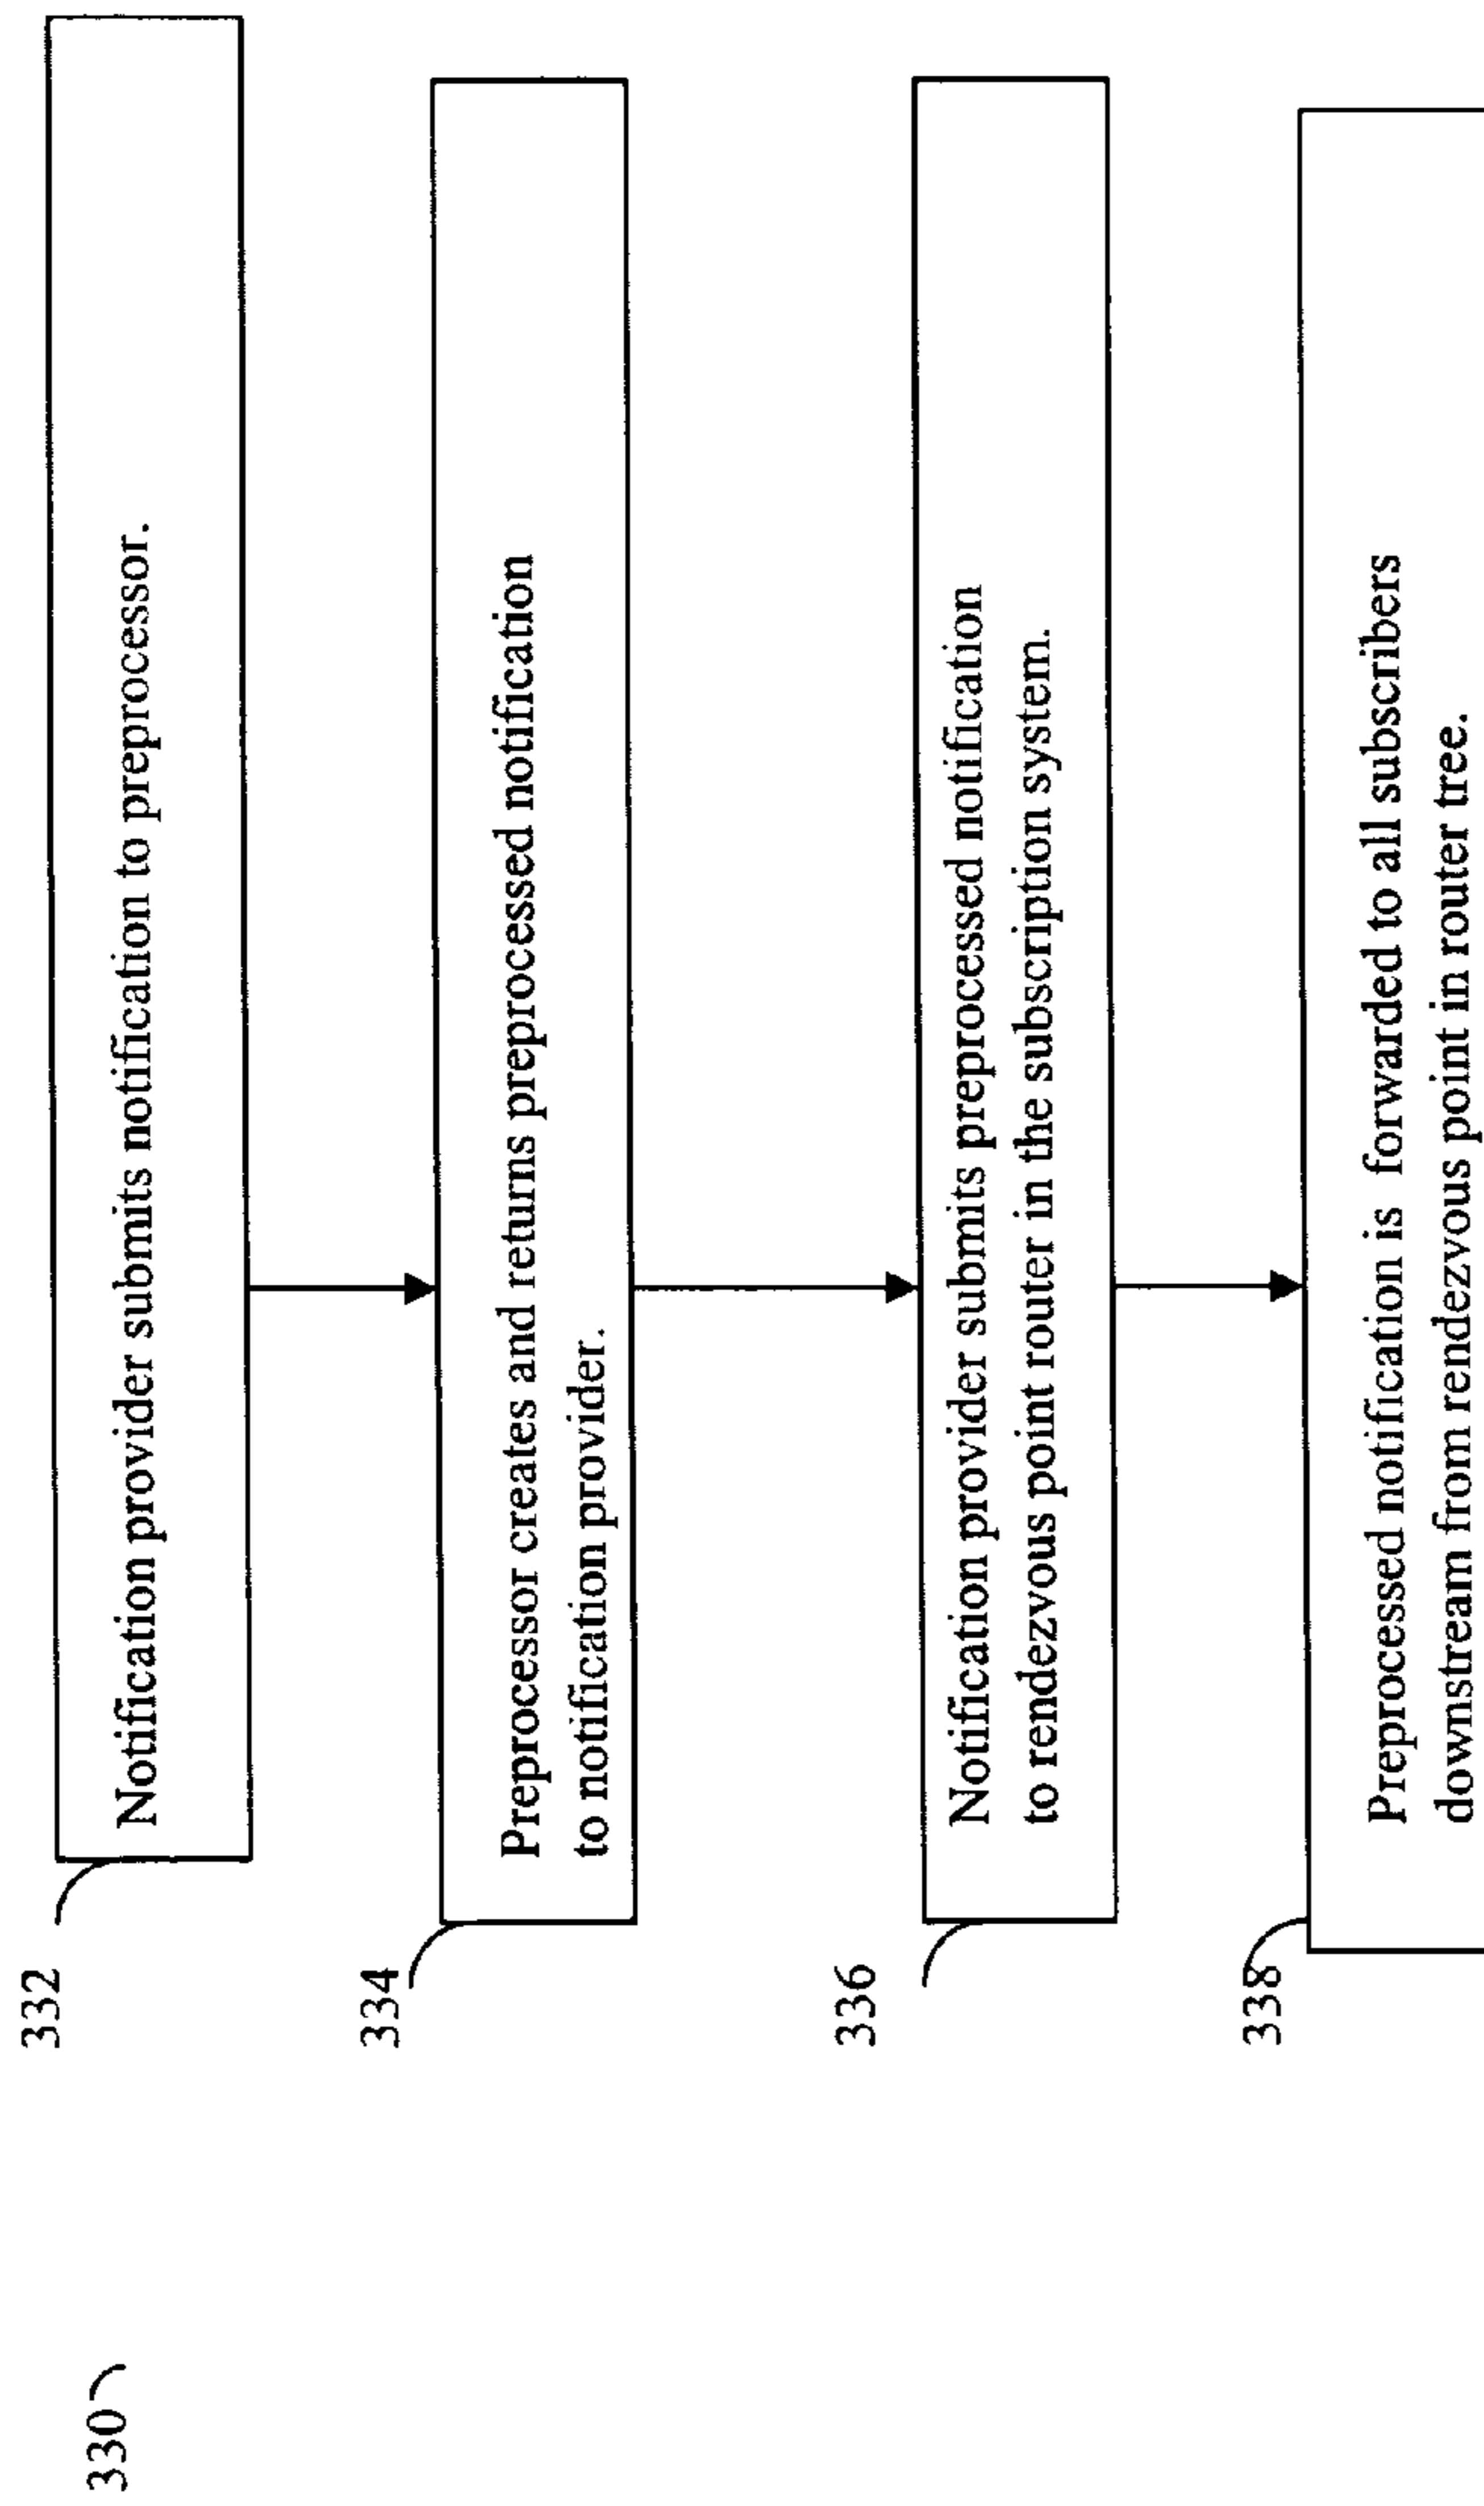 330
332
Notification provider submits notification to preprocessor.
334
Preprocessor creates and returns preprocessed notification
to notification provider.
336
Notification provider submits preprocessed notification
to rendezvous point router in the subscription system.
338
Preprocessed notification is forwarded to all subscribers
downstream from rendezvous point in router tree.